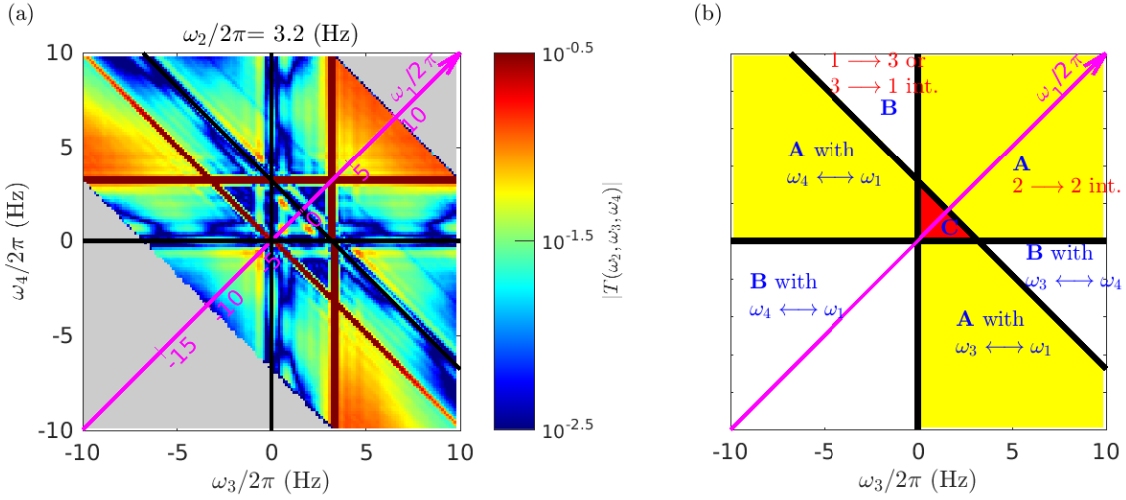 (a)
ω₂/2π= 3.2 (Hz)
10
5
0
-5
-10
ω₄/2π (Hz)
-10
-5
0
5
10
ω₃/2π (Hz)
ω₁/2π
10
5
0
-5
-10
-15
10^-0.5
10^-1.5
10^-2.5
|T(ω₂, ω₃, ω₄)|
(b)
1 ⟶ 3 or
3 ⟶ 1 int.
B
ω₁/2π
A with
ω₄ ⟷ ω₁
A
2 ⟶ 2 int.
C
B with
ω₄ ⟷ ω₁
B with
ω₃ ⟷ ω₄
A with
ω₃ ⟷ ω₁
-10
-5
0
5
10
ω₃/2π (Hz)